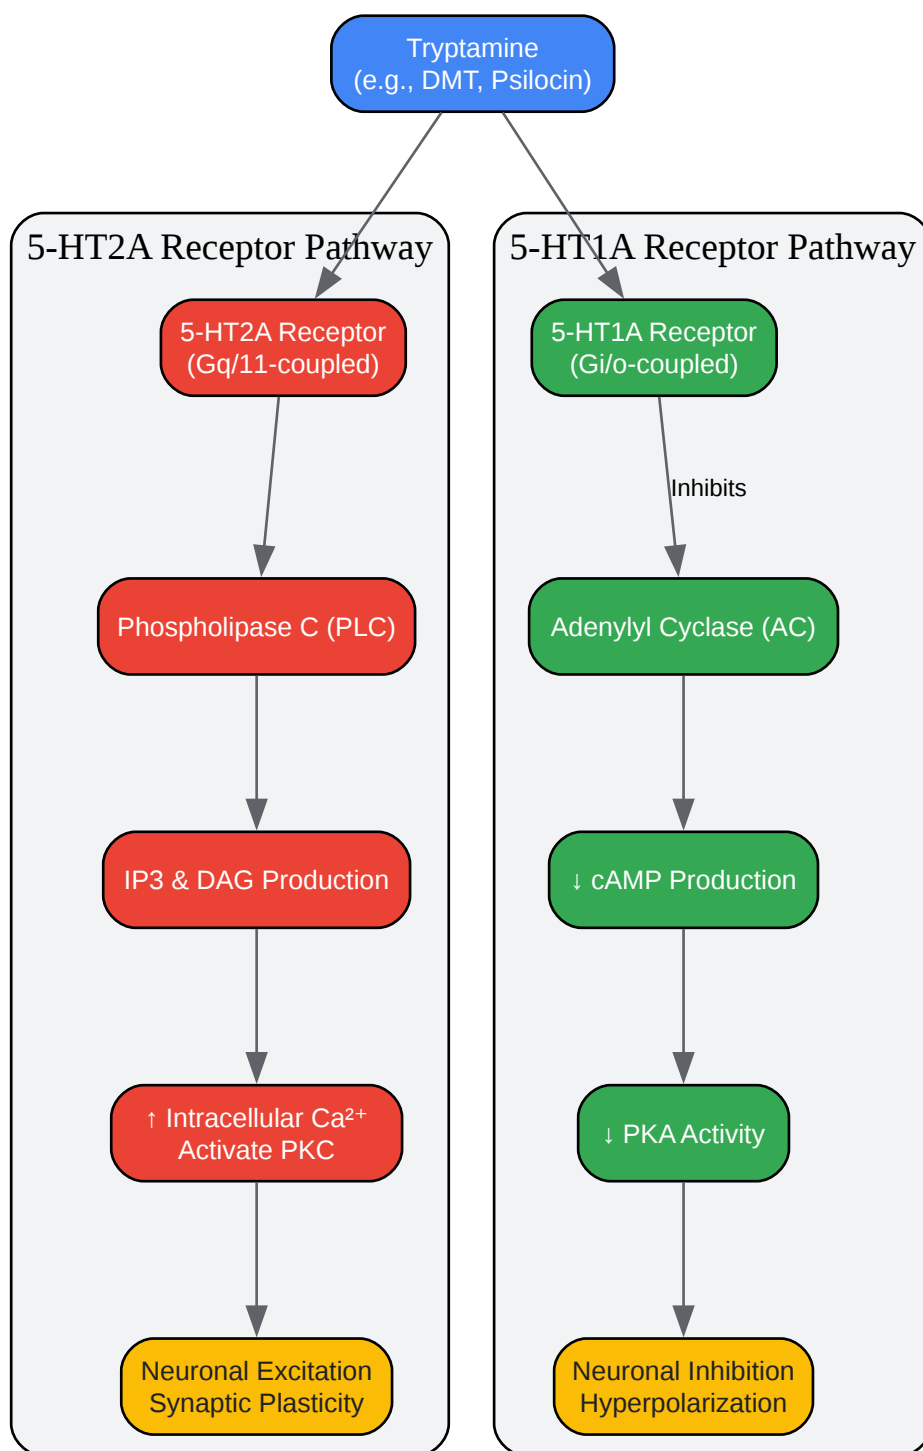 Tryptamine
(e.g., DMT, Psilocin)
5-HT2A Receptor Pathway
5-HT2A Receptor
(Gq/11-coupled)
Phospholipase C (PLC)
IP3 & DAG Production
↑ Intracellular Ca²⁺
Activate PKC
Neuronal Excitation
Synaptic Plasticity
5-HT1A Receptor Pathway
5-HT1A Receptor
(Gi/o-coupled)
Inhibits
Adenylyl Cyclase (AC)
↓ cAMP Production
↓ PKA Activity
Neuronal Inhibition
Hyperpolarization